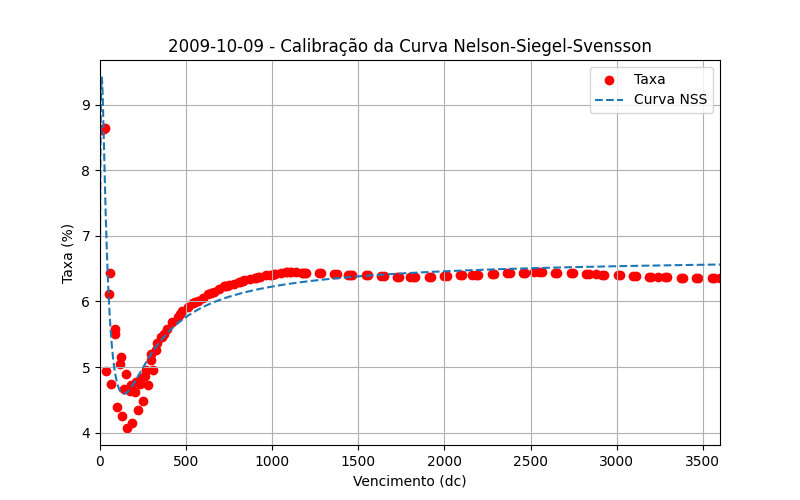 2009-10-09 - Calibração da Curva Nelson-Siegel-Svensson
Taxa
Curva NSS
Taxa (%)
9
8
7
6
5
4
0 500 1000 1500 2000 2500 3000 3500
Vencimento (dc)